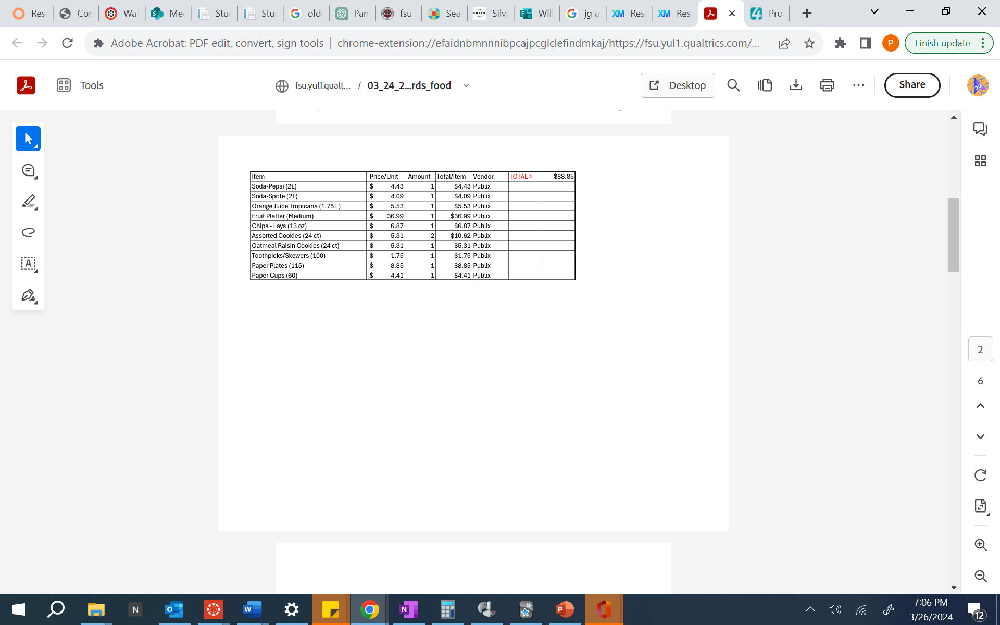 Res Con Wat Me Stu Stu olde Pan fsu- Sea KHATO Silv Will jg a XM Res XM Res Pro
Adobe Acrobat: PDF edit, convert, sign tools | chrome-extension://efaidnbmnnnibpcajpcglclefindmkaj/https://fsu.yul1.qualtrics.com/... P Finish update
Tools fsu.yul1.qualt... / 03_24_2...rds_food Desktop Share
Item Price/Unit Amount Total/Item Vendor TOTAL > $88.85
Soda-Pepsi (2L) $ 4.43 1 $4.43 Publix
Soda-Sprite (2L) $ 4.09 1 $4.09 Publix
Orange Juice Tropicana (1.75 L) $ 5.53 1 $5.53 Publix
Fruit Platter (Medium) $ 36.99 1 $36.99 Publix
Chips - Lays (13 oz) $ 6.87 1 $6.87 Publix
Assorted Cookies (24 ct) $ 5.31 2 $10.62 Publix
Oatmeal Raisin Cookies (24 ct) $ 5.31 1 $5.31 Publix
Toothpicks/Skewers (100) $ 1.75 1 $1.75 Publix
Paper Plates (115) $ 8.85 1 $8.85 Publix
Paper Cups (60) $ 4.41 1 $4.41 Publix
2
6
7:06 PM
3/26/2024
12